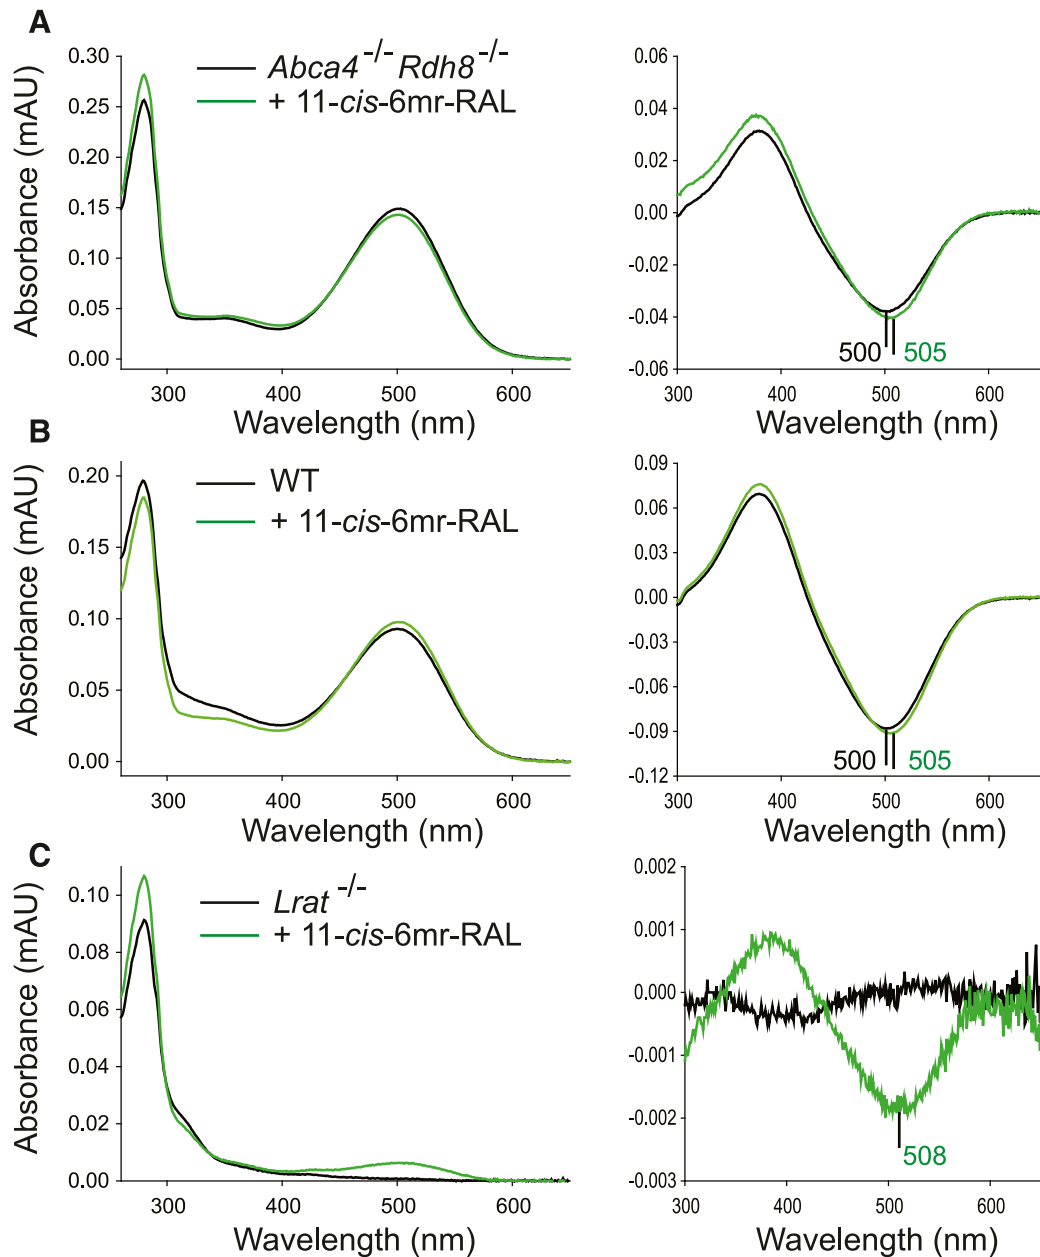 A
Absorbance (mAU)
0.30
0.25
0.20
0.15
0.10
0.05
0.00
Abca4 -/- Rdh8 -/-
+ 11-cis-6mr-RAL
300 400 500 600
Wavelength (nm)
0.06
0.04
0.02
0.00
-0.02
-0.04
-0.06
500 505
300 400 500 600
Wavelength (nm)
B
Absorbance (mAU)
0.20
0.15
0.10
0.05
0.00
WT
+ 11-cis-6mr-RAL
300 400 500 600
Wavelength (nm)
0.09
0.06
0.03
0.00
-0.03
-0.06
-0.09
-0.12
500 505
300 400 500 600
Wavelength (nm)
C
Absorbance (mAU)
0.10
0.08
0.06
0.04
0.02
0.00
Lrat -/-
+ 11-cis-6mr-RAL
300 400 500 600
Wavelength (nm)
0.002
0.001
0.000
-0.001
-0.002
-0.003
508
300 400 500 600
Wavelength (nm)